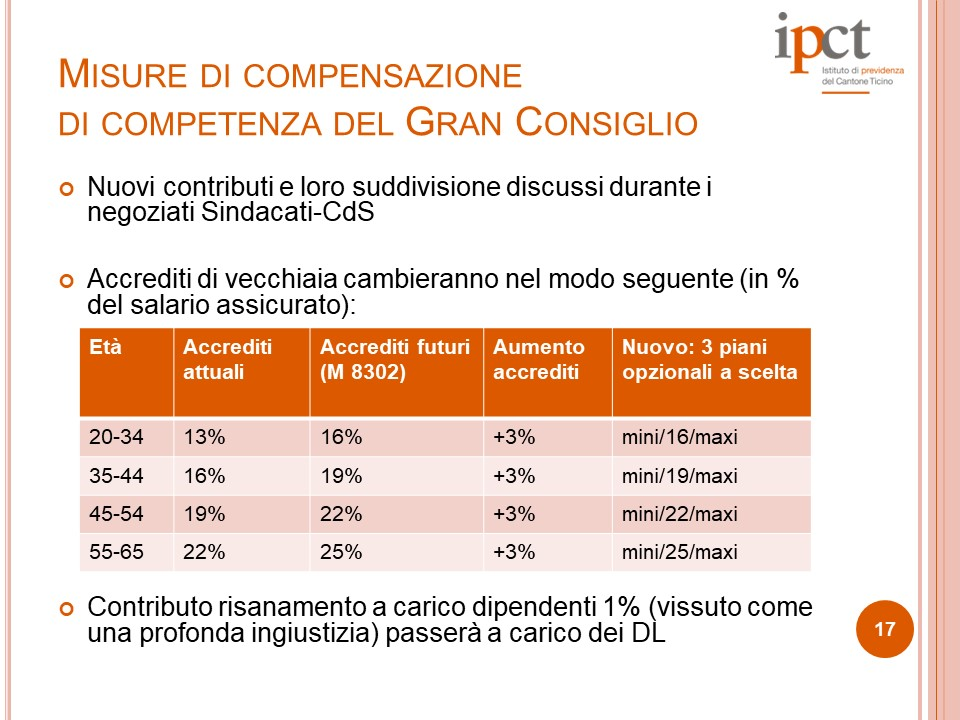 ipct
Istituto di previdenza
del Cantone Ticino
MISURE DI COMPENSAZIONE
DI COMPETENZA DEL GRAN CONSIGLIO
Nuovi contributi e loro suddivisione discussi durante i
negoziati Sindacati-CdS
Accrediti di vecchiaia cambieranno nel modo seguente (in %
del salario assicurato):
Età Accrediti attuali Accrediti futuri (M 8302) Aumento accrediti Nuovo: 3 piani opzionali a scelta
20-34 13% 16% +3% mini/16/maxi
35-44 16% 19% +3% mini/19/maxi
45-54 19% 22% +3% mini/22/maxi
55-65 22% 25% +3% mini/25/maxi
Contributo risanamento a carico dipendenti 1% (vissuto come
una profonda ingiustizia) passerà a carico dei DL
17